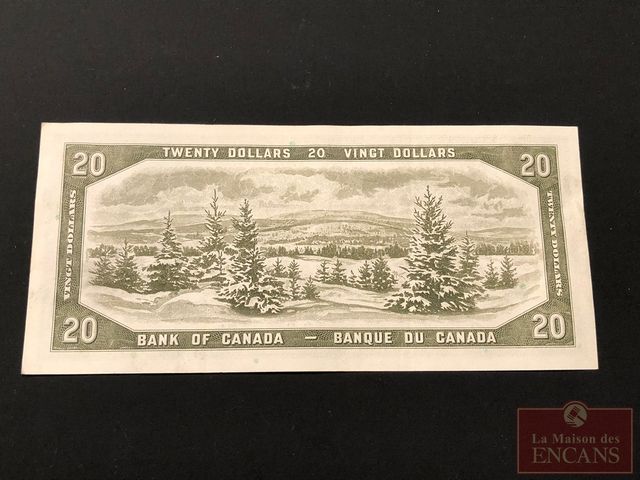 20 TWENTY DOLLARS 20 VINGT DOLLARS 20
VINGT DOLLARS
TWENTY DOLLARS
20 BANK OF CANADA — BANQUE DU CANADA 20
La Maison des
ENCANS